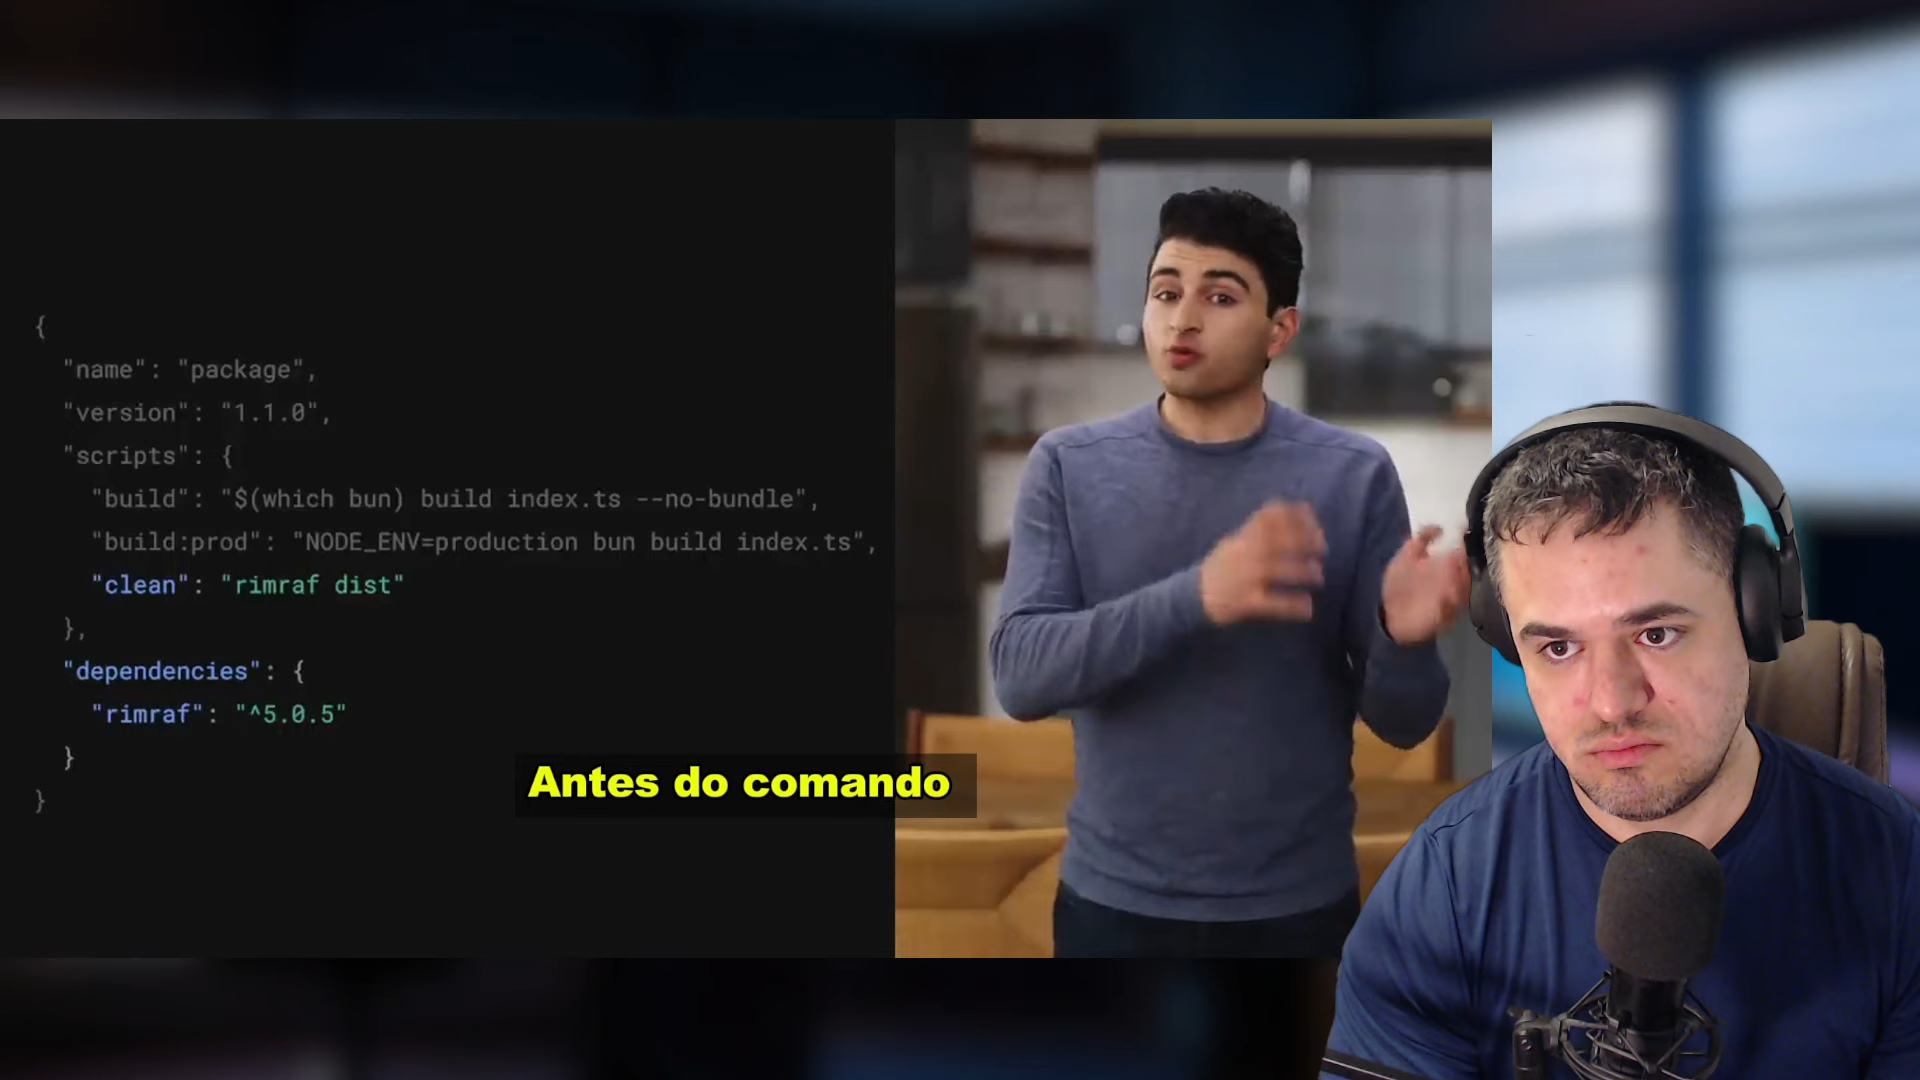 {
"name": "package",
"version": "1.1.0",
"scripts": {
"build": "$(which bun) build index.ts --no-bundle",
"build:prod": "NODE_ENV=production bun build index.ts",
"clean": "rimraf dist"
},
"dependencies": {
"rimraf": "^5.0.5"
}
}
Antes do comando